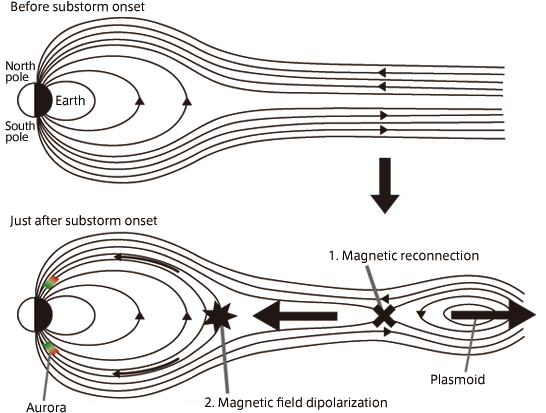 Before substorm onset
North
pole
Earth
South
pole
Just after substorm onset
1. Magnetic reconnection
Plasmoid
2. Magnetic field dipolarization
Aurora